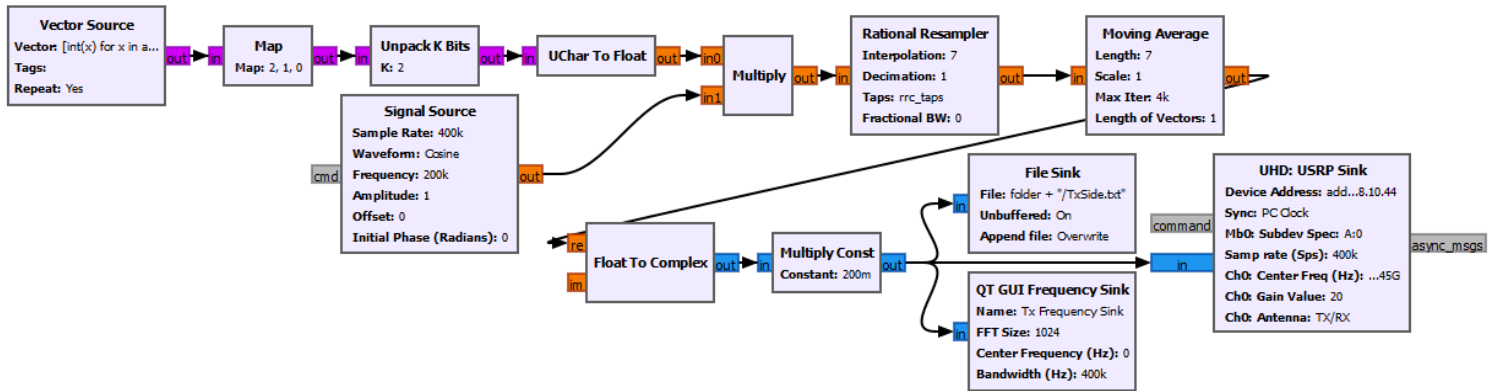 Vector Source
Vector: [int(x) for x in a...
Tags:
Repeat: Yes
out
in
Map
Map: 2, 1, 0
out
in
Unpack K Bits
K: 2
out
in
UChar To Float
out
in0
in1
Multiply
out
in
Rational Resampler
Interpolation: 7
Decimation: 1
Taps: rrc_taps
Fractional BW: 0
out
in
Moving Average
Length: 7
Scale: 1
Max Iter: 4k
Length of Vectors: 1
out
cmd
Signal Source
Sample Rate: 400k
Waveform: Cosine
Frequency: 200k
Amplitude: 1
Offset: 0
Initial Phase (Radians): 0
out
re
im
Float To Complex
out
in
Multiply Const
Constant: 200m
out
in
File Sink
File: folder + "/TxSide.txt"
Unbuffered: On
Append file: Overwrite
in
QT GUI Frequency Sink
Name: Tx Frequency Sink
FFT Size: 1024
Center Frequency (Hz): 0
Bandwidth (Hz): 400k
command
in
UHD: USRP Sink
Device Address: add...8.10.44
Sync: PC Clock
Mb0: Subdev Spec: A:0
Samp rate (Sps): 400k
Ch0: Center Freq (Hz): ...45G
Ch0: Gain Value: 20
Ch0: Antenna: TX/RX
async_msgs